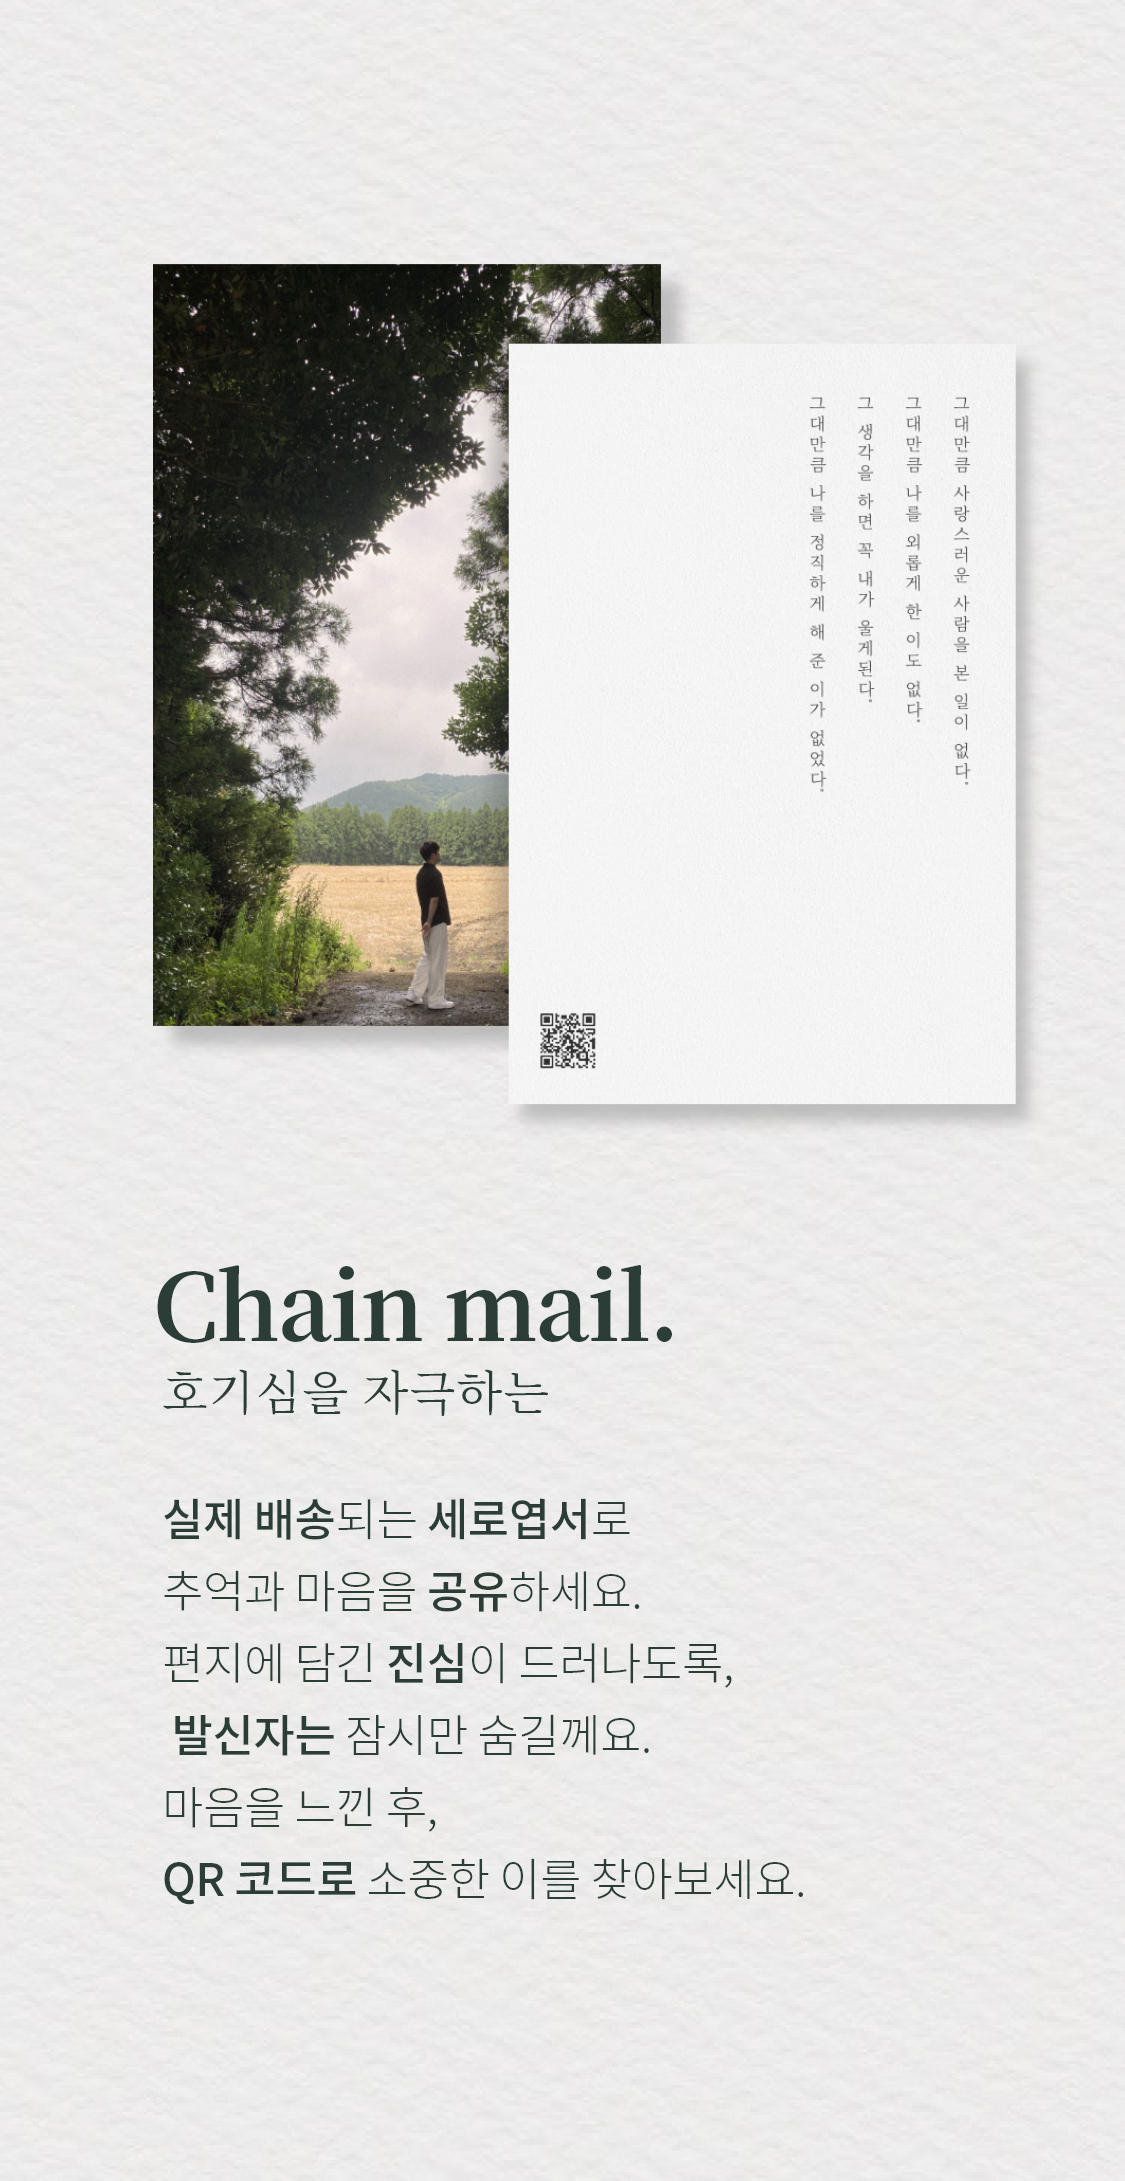 그대만큼 사랑스러운 사람을 본 일이 없다.
그대만큼 나를 외롭게 한 이도 없다.
그 생각을 하면 꼭 내가 울게된다.
그대만큼 나를 정직하게 해 준 이가 없었다.
Chain mail.
호기심을 자극하는
실제 배송되는 세로엽서로
추억과 마음을 공유하세요.
편지에 담긴 진심이 드러나도록,
발신자는 잠시만 숨길께요.
마음을 느낀 후,
QR 코드로 소중한 이를 찾아보세요.